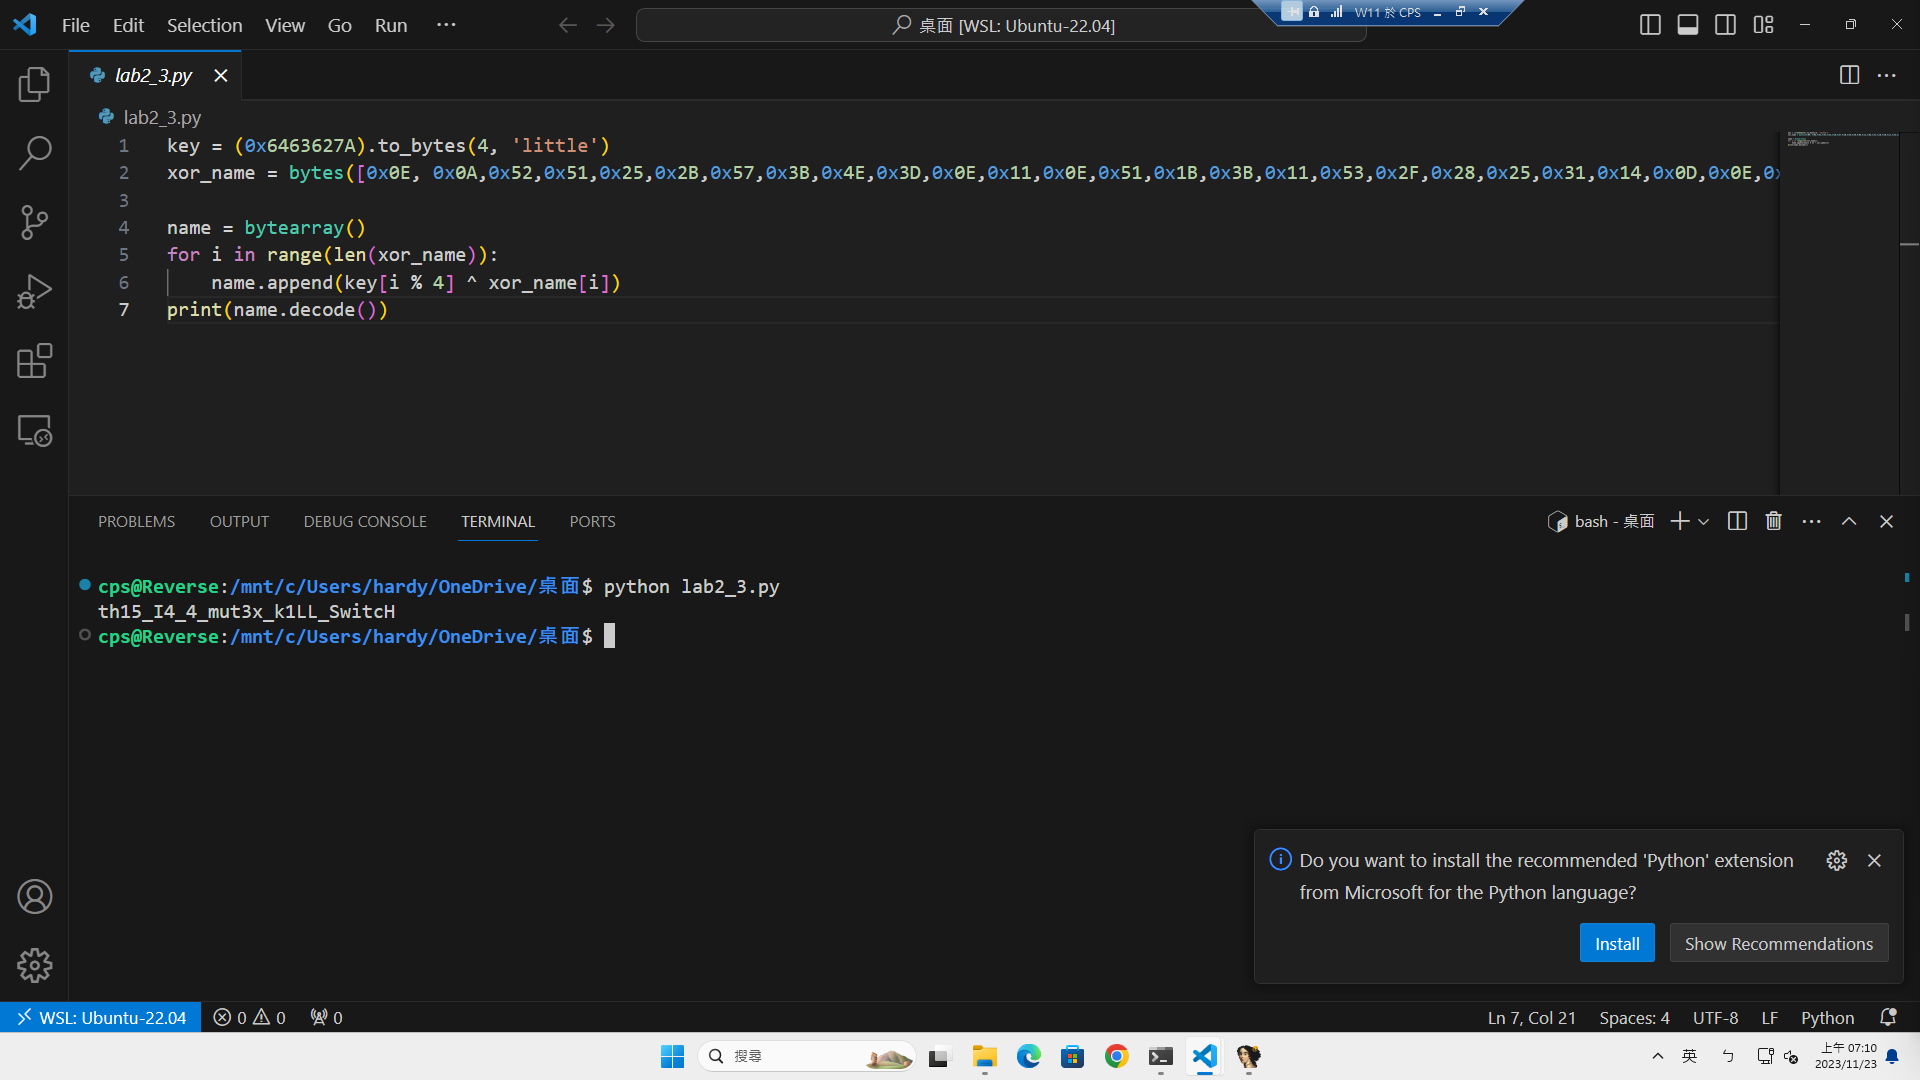 File Edit Selection View Go Run ···
桌面 [WSL: Ubuntu-22.04]
W11 於 CPS
lab2_3.py
lab2_3.py
1 key = (0x6463627A).to_bytes(4, 'little')
2 xor_name = bytes([0x0E, 0x0A,0x52,0x51,0x25,0x2B,0x57,0x3B,0x4E,0x3D,0x0E,0x11,0x0E,0x51,0x1B,0x3B,0x11,0x53,0x2F,0x28,0x25,0x31,0x14,0x0D,0x0E,0x
3
4 name = bytearray()
5 for i in range(len(xor_name)):
6 name.append(key[i % 4] ^ xor_name[i])
7 print(name.decode())
PROBLEMS OUTPUT DEBUG CONSOLE TERMINAL PORTS
bash - 桌面
cps@Reverse:/mnt/c/Users/hardy/OneDrive/桌面$ python lab2_3.py
th15_I4_4_mut3x_k1LL_SwitcH
cps@Reverse:/mnt/c/Users/hardy/OneDrive/桌面$
Do you want to install the recommended 'Python' extension
from Microsoft for the Python language?
Install Show Recommendations
WSL: Ubuntu-22.04 0 0 0
Ln 7, Col 21 Spaces: 4 UTF-8 LF Python
搜尋
英 ㄅ
上午 07:10
2023/11/23